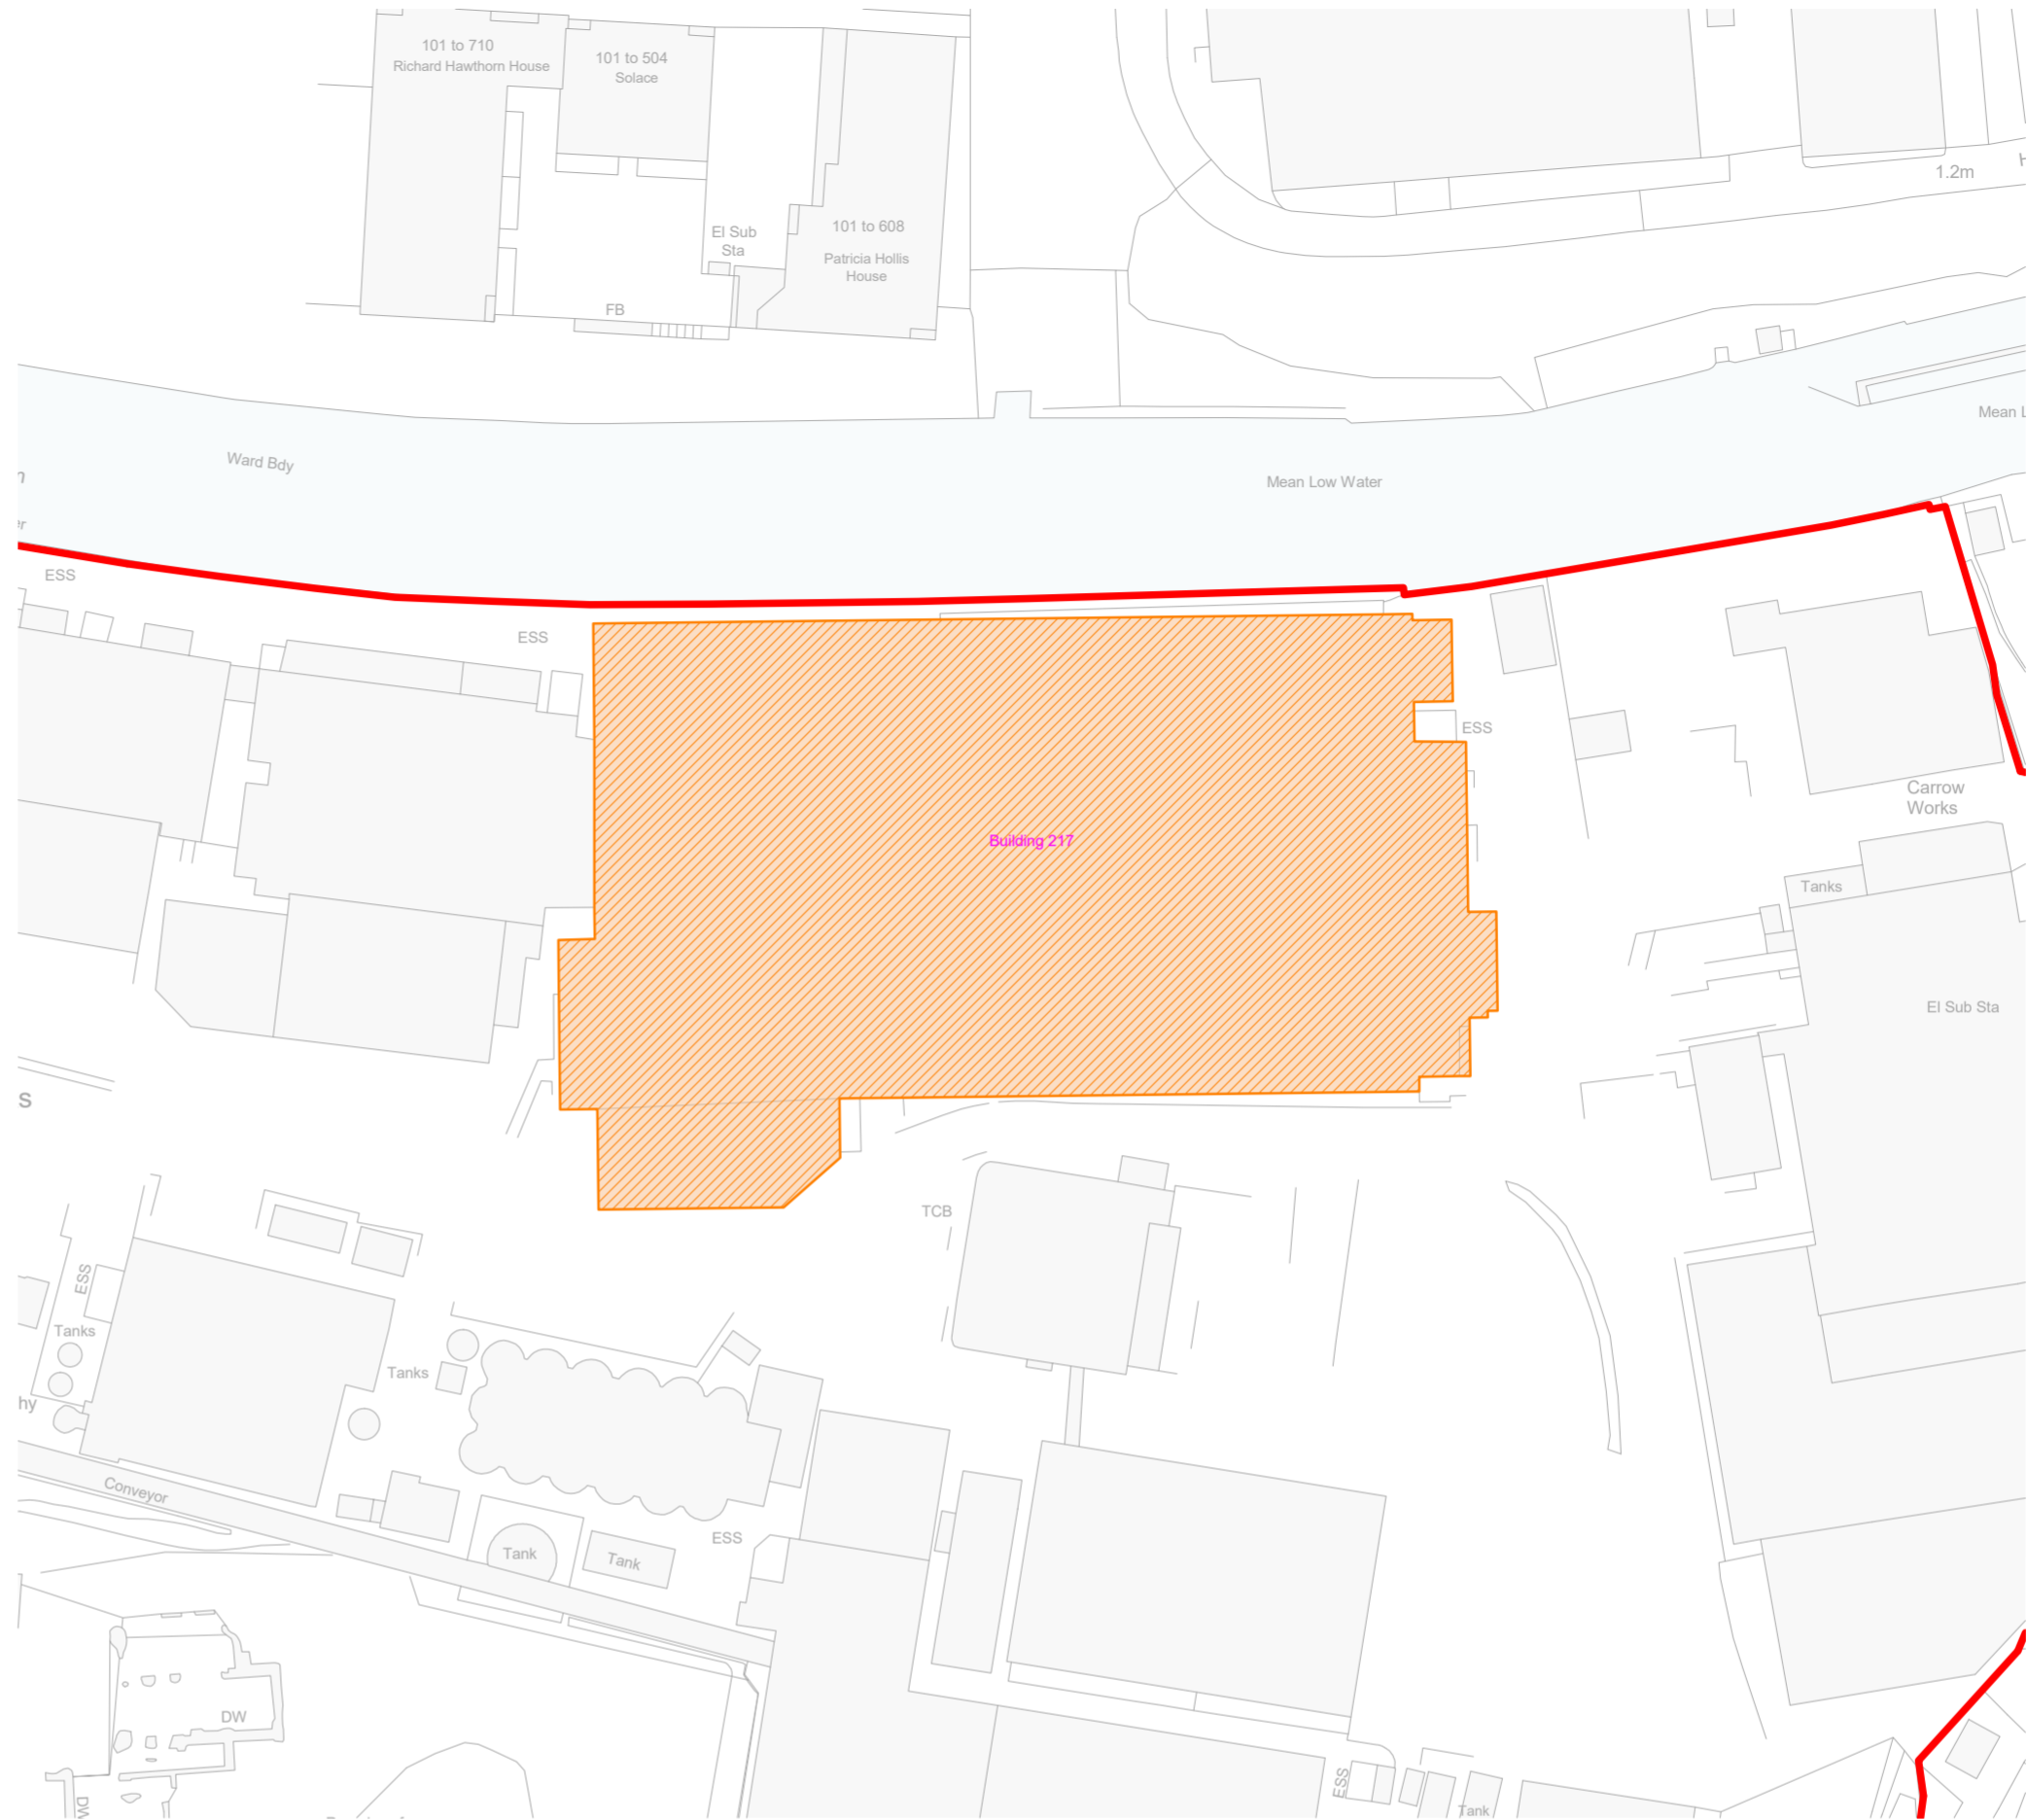 101 to 710
Richard Hawthorn House
101 to 504
Solace
1.2m
El Sub
Sta
101 to 608
Patricia Hollis
House
FB
Mean L
Ward Bdy
Mean Low Water
ESS
ESS
ESS
Building 217
Carrow
Works
Tanks
El Sub Sta
S
TCB
ESS
Tanks
Tanks
hy
Conveyor
ESS
Tank
Tank
DW
DW
ESS
Tank